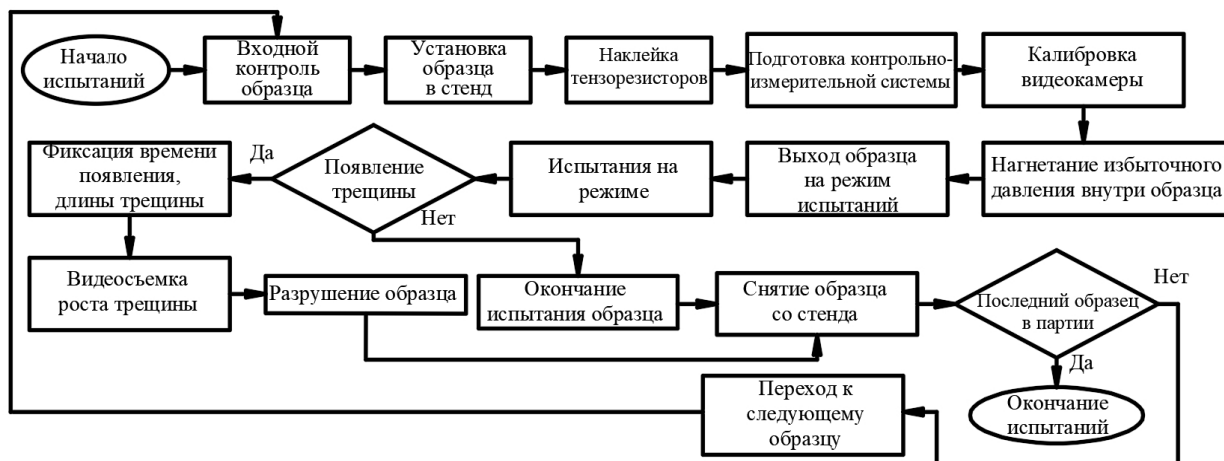 Начало
испытаний
Входной
контроль
образца
Установка
образца
в стенд
Наклейка
тензорезисторов
Подготовка контрольно-
измерительной системы
Калибровка
видеокамеры
Фиксация времени
появления,
длины трещины
Да
Появление
трещины
Нет
Испытания на
режиме
Выход образца
на режим
испытаний
Нагнетание избыточного
давления внутри образца
Видеосъемка
роста трещины
Разрушение образца
Окончание
испытания образца
Снятие образца
со стенда
Последний образец
в партии
Нет
Да
Переход к
следующему
образцу
Окончание
испытаний